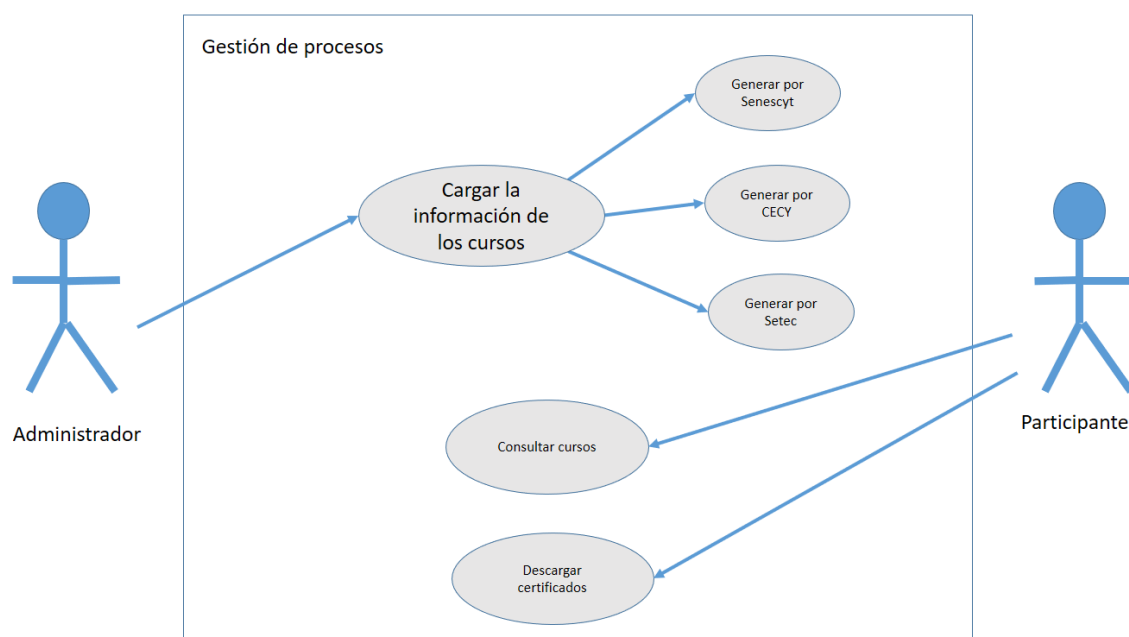 Gestión de procesos
Generar por
Senescyt
Cargar la
información de
los cursos
Generar por
CECY
Generar por
Setec
Administrador
Participante
Consultar cursos
Descargar
certificados